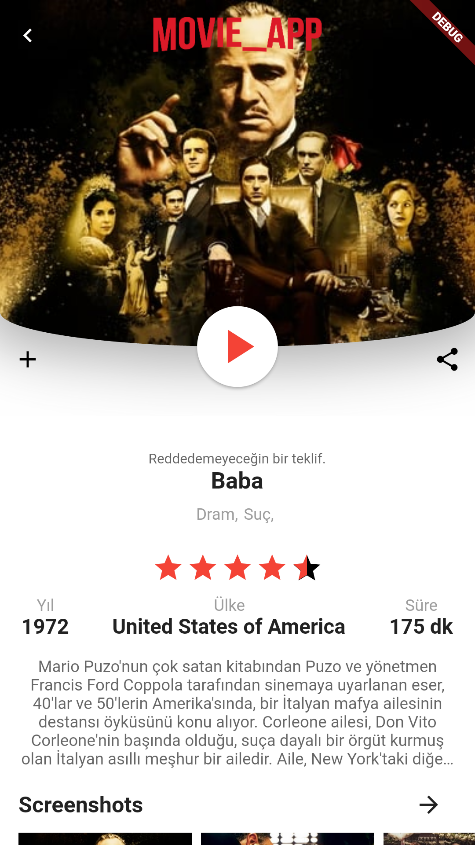 MOVIE_APP
DEBUG
Reddedemeyeceğin bir teklif.
Baba
Dram, Suç,
Yıl Ülke Süre
1972 United States of America 175 dk
Mario Puzo'nun çok satan kitabından Puzo ve yönetmen
Francis Ford Coppola tarafından sinemaya uyarlanan eser,
40'lar ve 50'lerin Amerika'sında, bir İtalyan mafya ailesinin
destansı öyküsünü konu alıyor. Corleone ailesi, Don Vito
Corleone'nin başında olduğu, suça dayalı bir örgüt kurmuş
olan İtalyan asıllı meşhur bir ailedir. Aile, New York'taki diğe…
Screenshots